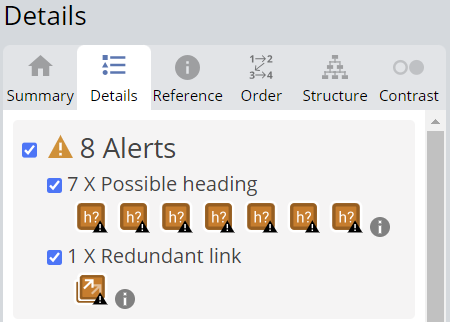 Details
Summary Details Reference Order Structure Contrast
8 Alerts
7 X Possible heading
h? h? h? h? h? h? h?
1 X Redundant link